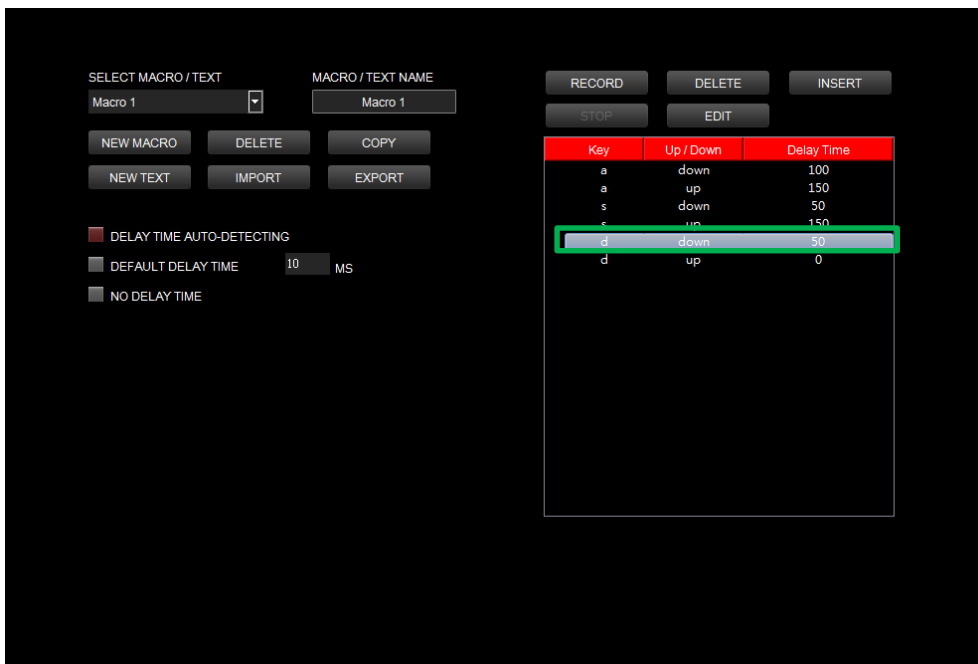 SELECT MACRO / TEXT MACRO / TEXT NAME
Macro 1 Macro 1
NEW MACRO DELETE COPY
NEW TEXT IMPORT EXPORT
DELAY TIME AUTO-DETECTING
DEFAULT DELAY TIME 10 MS
NO DELAY TIME
RECORD DELETE INSERT
STOP EDIT
Key Up / Down Delay Time
a down 100
a up 150
s down 50
s up 150
d down 50
d up 0